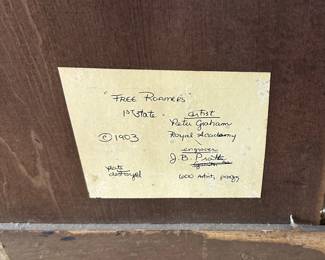 "FREE ROAMERS"
1st State.
artist
Peter Graham
Royal Academy
© 1903
engraver
J.B. Pratt
plate
destroyed
600 Artist, proofs